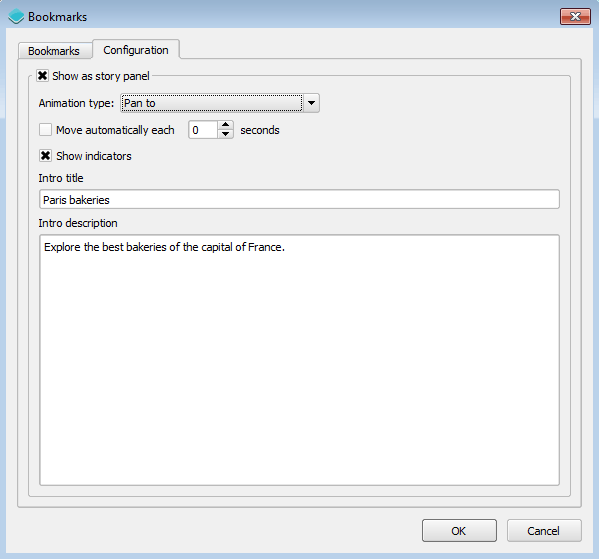 Bookmarks
Bookmarks Configuration
Show as story panel
Animation type: Pan to
Move automatically each 0 seconds
Show indicators
Intro title
Paris bakeries
Intro description
Explore the best bakeries of the capital of France.
OK Cancel